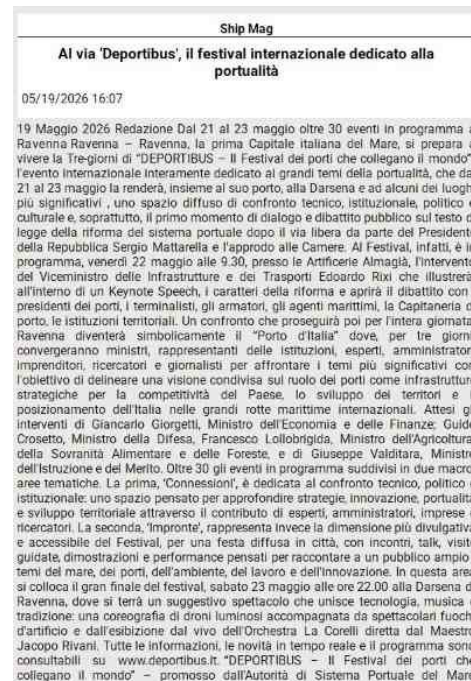 Ship Mag
Al via 'Deportibus', il festival internazionale dedicato alla
portualità
05/19/2026 16:07
19 Maggio 2026 Redazione Dal 21 al 23 maggio oltre 30 eventi in programma a
Ravenna Ravenna – Ravenna, la prima Capitale italiana del Mare, si prepara a
vivere la Tre-giorni di "DEPORTIBUS – Il Festival dei porti che collegano il mondo"
l'evento internazionale interamente dedicato ai grandi temi della portualità, che dal
21 al 23 maggio la renderà, insieme al suo porto, alla Darsena e ad alcuni dei luoghi
più significativi , uno spazio diffuso di confronto tecnico, istituzionale, politico e
culturale e, soprattutto, il primo momento di dialogo e dibattito pubblico sul testo di
legge della riforma del sistema portuale dopo il via libera da parte del Presidente
della Repubblica Sergio Mattarella e l'approdo alle Camere. Al Festival, infatti, è in
programma, venerdì 22 maggio alle 9.30, presso le Artificerie Almagià, l'intervento
del Viceministro delle Infrastrutture e dei Trasporti Edoardo Rixi che illustrerà,
all'interno di un Keynote Speech, i caratteri della riforma e aprirà il dibattito con i
presidenti dei porti, i terminalisti, gli armatori, gli agenti marittimi, la Capitaneria di
porto, le istituzioni territoriali. Un confronto che proseguirà poi per l'intera giornata.
Ravenna diventerà simbolicamente il "Porto d'Italia" dove, per tre giorni,
convergeranno ministri, rappresentanti delle istituzioni, esperti, amministratori,
imprenditori, ricercatori e giornalisti per affrontare i temi più significativi con
l'obiettivo di delineare una visione condivisa sul ruolo dei porti come infrastrutture
strategiche per la competitività del Paese, lo sviluppo dei territori e il
posizionamento dell'Italia nelle grandi rotte marittime internazionali. Attesi gli
interventi di Giancarlo Giorgetti, Ministro dell'Economia e delle Finanze; Guido
Crosetto, Ministro della Difesa, Francesco Lollobrigida, Ministro dell'Agricoltura,
della Sovranità Alimentare e delle Foreste, e di Giuseppe Valditara, Ministro
dell'Istruzione e del Merito. Oltre 30 gli eventi in programma suddivisi in due macro-
aree tematiche. La prima, 'Connessioni', è dedicata al confronto tecnico, politico e
istituzionale: uno spazio pensato per approfondire strategie, innovazione, portualità
e sviluppo territoriale attraverso il contributo di esperti, amministratori, imprese e
ricercatori. La seconda, 'Impronte', rappresenta invece la dimensione più divulgativa
e accessibile del Festival, per una festa diffusa in città, con incontri, talk, visite
guidate, dimostrazioni e performance pensati per raccontare a un pubblico ampio i
temi del mare, dei porti, dell'ambiente, del lavoro e dell'innovazione. In questa area
si colloca il gran finale del festival, sabato 23 maggio alle ore 22.00 alla Darsena di
Ravenna, dove si terrà un suggestivo spettacolo che unisce tecnologia, musica e
tradizione: una coreografia di droni luminosi accompagnata da spettacolari fuochi
d'artificio e dall'esibizione dal vivo dell'Orchestra La Corelli diretta dal Maestro
Jacopo Rivani. Tutte le informazioni, le novità in tempo reale e il programma sono
consultabili su www.deportibus.it. "DEPORTIBUS – Il Festival dei porti che
collegano il mondo" – promosso dall'Autorità di Sistema Portuale del Mare